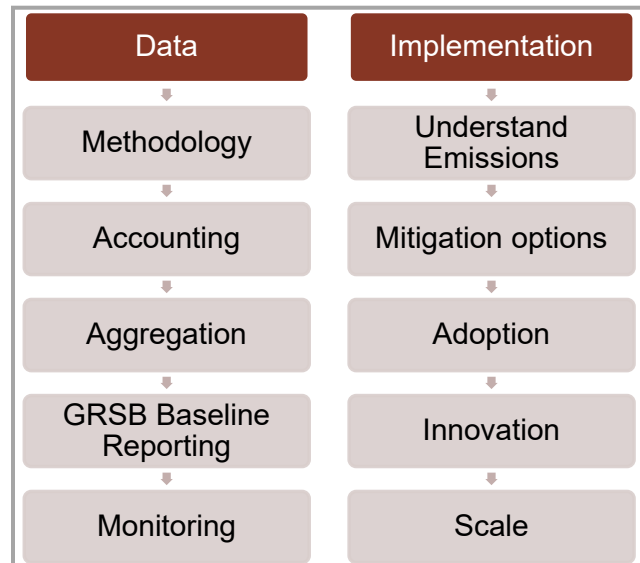 Data
Methodology
Accounting
Aggregation
GRSB Baseline
Reporting
Monitoring
Implementation
Understand
Emissions
Mitigation options
Adoption
Innovation
Scale